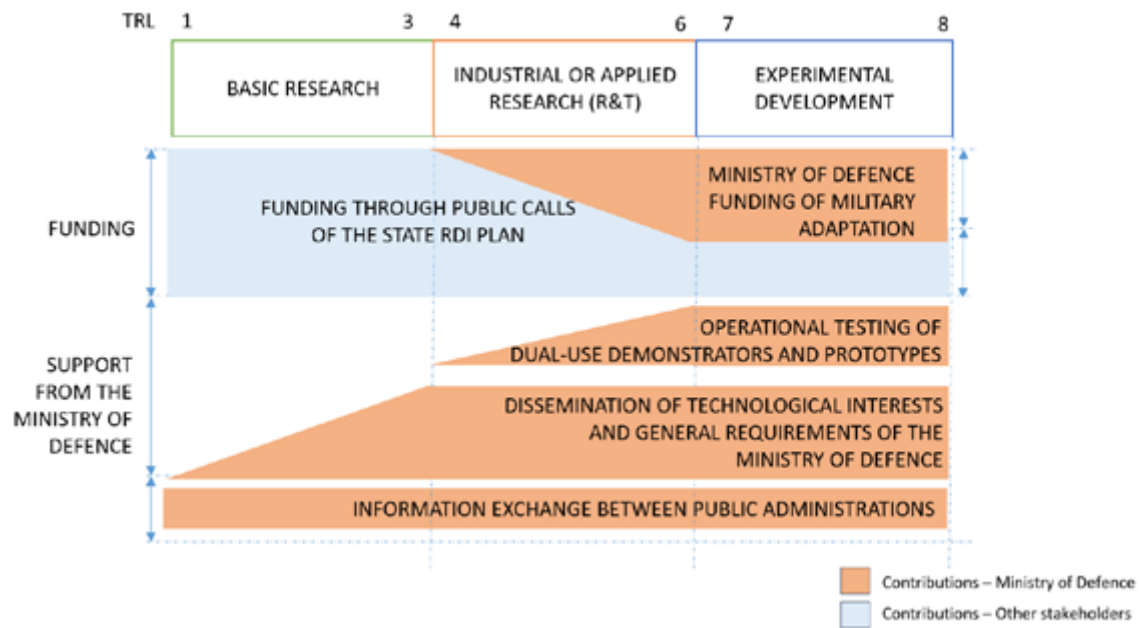 TRL 1 3 4 6 7 8
BASIC RESEARCH
INDUSTRIAL OR APPLIED
RESEARCH (R&T)
EXPERIMENTAL
DEVELOPMENT
FUNDING
FUNDING THROUGH PUBLIC CALLS
OF THE STATE RDI PLAN
MINISTRY OF DEFENCE
FUNDING OF MILITARY
ADAPTATION
SUPPORT
FROM THE
MINISTRY OF
DEFENCE
OPERATIONAL TESTING OF
DUAL-USE DEMONSTRATORS AND PROTOTYPES
DISSEMINATION OF TECHNOLOGICAL INTERESTS
AND GENERAL REQUIREMENTS OF THE
MINISTRY OF DEFENCE
INFORMATION EXCHANGE BETWEEN PUBLIC ADMINISTRATIONS
Contributions – Ministry of Defence
Contributions – Other stakeholders